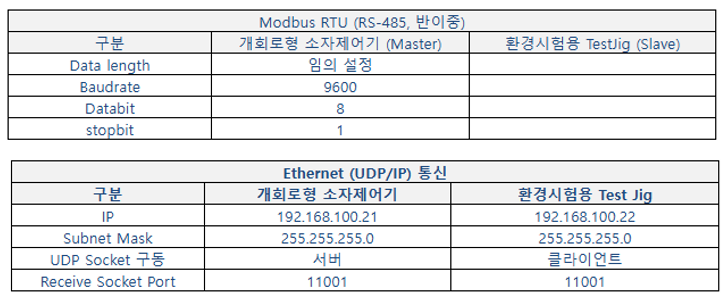 Modbus RTU (RS-485, 반이중)
구분 개회로형 소자제어기 (Master) 환경시험용 TestJig (Slave)
Data length 임의 설정
Baudrate 9600
Databit 8
stopbit 1
Ethernet (UDP/IP) 통신
구분 개회로형 소자제어기 환경시험용 Test Jig
IP 192.168.100.21 192.168.100.22
Subnet Mask 255.255.255.0 255.255.255.0
UDP Socket 구동 서버 클라이언트
Receive Socket Port 11001 11001